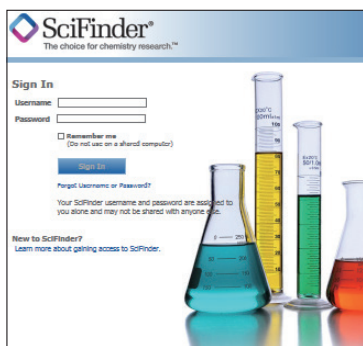 SciFinder®
The choice for chemistry research.™
Sign In
Username
Password
Remember me
(Do not use on a shared computer)
Sign In
Forgot Username or Password?
Your SciFinder username and password are assigned to
you alone and may not be shared with anyone else.
New to SciFinder?
Learn more about gaining access to SciFinder.